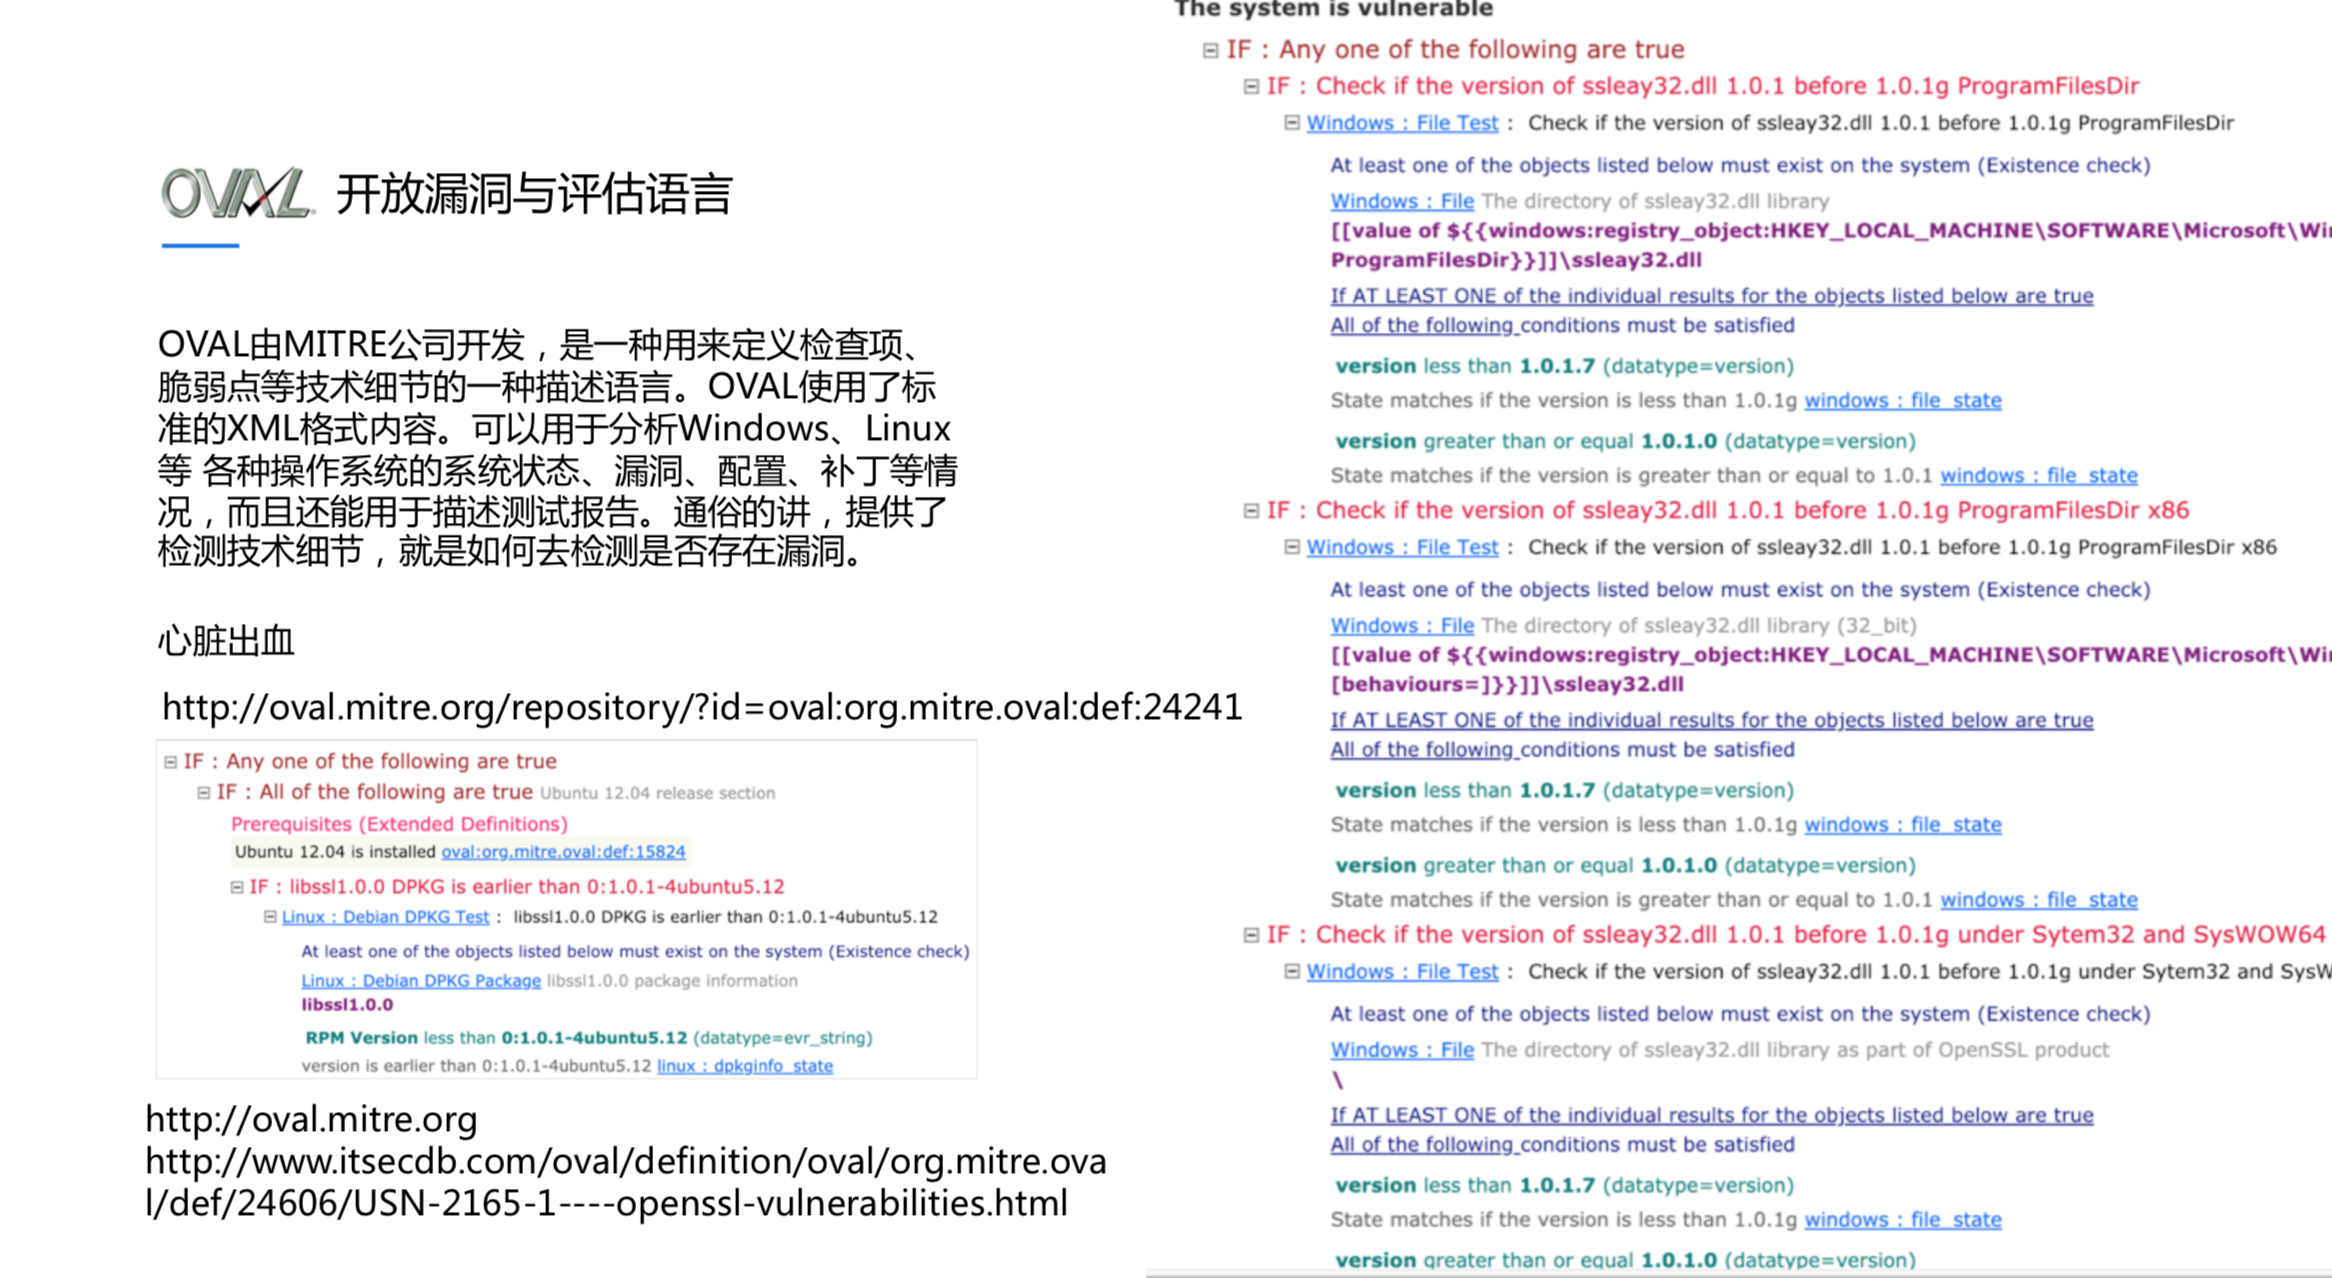 OVAL 开放漏洞与评估语言
OVAL由MITRE公司开发，是一种用来定义检查项、
脆弱点等技术细节的一种描述语言。OVAL使用了标
准的XML格式内容。可以用于分析Windows、Linux
等 各种操作系统的系统状态、漏洞、配置、补丁等情
况，而且还能用于描述测试报告。通俗的讲，提供了
检测技术细节，就是如何去检测是否存在漏洞。
心脏出血
http://oval.mitre.org/repository/?id=oval:org.mitre.oval:def:24241
IF : Any one of the following are true
IF : All of the following are true Ubuntu 12.04 release section
Prerequisites (Extended Definitions)
Ubuntu 12.04 is installed oval:org.mitre.oval:def:15824
IF : libssl1.0.0 DPKG is earlier than 0:1.0.1-4ubuntu5.12
Linux : Debian DPKG Test : libssl1.0.0 DPKG is earlier than 0:1.0.1-4ubuntu5.12
At least one of the objects listed below must exist on the system (Existence check)
Linux : Debian DPKG Package libssl1.0.0 package information
libssl1.0.0
RPM Version less than 0:1.0.1-4ubuntu5.12 (datatype=evr_string)
version is earlier than 0:1.0.1-4ubuntu5.12 linux : dpkginfo_state
http://oval.mitre.org
http://www.itsecdb.com/oval/definition/oval/org.mitre.ova
l/def/24606/USN-2165-1----openssl-vulnerabilities.html
The system is vulnerable
IF : Any one of the following are true
IF : Check if the version of ssleay32.dll 1.0.1 before 1.0.1g ProgramFilesDir
Windows : File Test : Check if the version of ssleay32.dll 1.0.1 before 1.0.1g ProgramFilesDir
At least one of the objects listed below must exist on the system (Existence check)
Windows : File The directory of ssleay32.dll library
[[value of ${{windows:registry_object:HKEY_LOCAL_MACHINE\SOFTWARE\Microsoft\Win
ProgramFilesDir}}]]\ssleay32.dll
If AT LEAST ONE of the individual results for the objects listed below are true
All of the following conditions must be satisfied
version less than 1.0.1.7 (datatype=version)
State matches if the version is less than 1.0.1g windows : file_state
version greater than or equal 1.0.1.0 (datatype=version)
State matches if the version is greater than or equal to 1.0.1 windows : file_state
IF : Check if the version of ssleay32.dll 1.0.1 before 1.0.1g ProgramFilesDir x86
Windows : File Test : Check if the version of ssleay32.dll 1.0.1 before 1.0.1g ProgramFilesDir x86
At least one of the objects listed below must exist on the system (Existence check)
Windows : File The directory of ssleay32.dll library (32_bit)
[[value of ${{windows:registry_object:HKEY_LOCAL_MACHINE\SOFTWARE\Microsoft\Win
[behaviours=]}}]]\ssleay32.dll
If AT LEAST ONE of the individual results for the objects listed below are true
All of the following conditions must be satisfied
version less than 1.0.1.7 (datatype=version)
State matches if the version is less than 1.0.1g windows : file_state
version greater than or equal 1.0.1.0 (datatype=version)
State matches if the version is greater than or equal to 1.0.1 windows : file_state
IF : Check if the version of ssleay32.dll 1.0.1 before 1.0.1g under Sytem32 and SysWOW64
Windows : File Test : Check if the version of ssleay32.dll 1.0.1 before 1.0.1g under Sytem32 and SysW
At least one of the objects listed below must exist on the system (Existence check)
Windows : File The directory of ssleay32.dll library as part of OpenSSL product
\
If AT LEAST ONE of the individual results for the objects listed below are true
All of the following conditions must be satisfied
version less than 1.0.1.7 (datatype=version)
State matches if the version is less than 1.0.1g windows : file_state
version greater than or equal 1.0.1.0 (datatype=version)